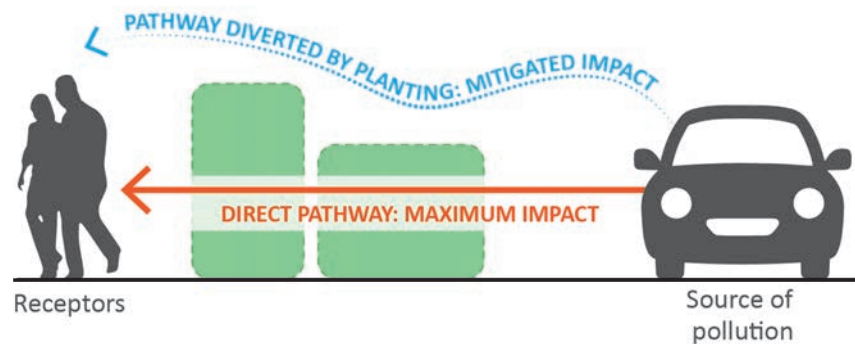 PATHWAY DIVERTED BY PLANTING: MITIGATED IMPACT
DIRECT PATHWAY: MAXIMUM IMPACT
Receptors
Source of
pollution